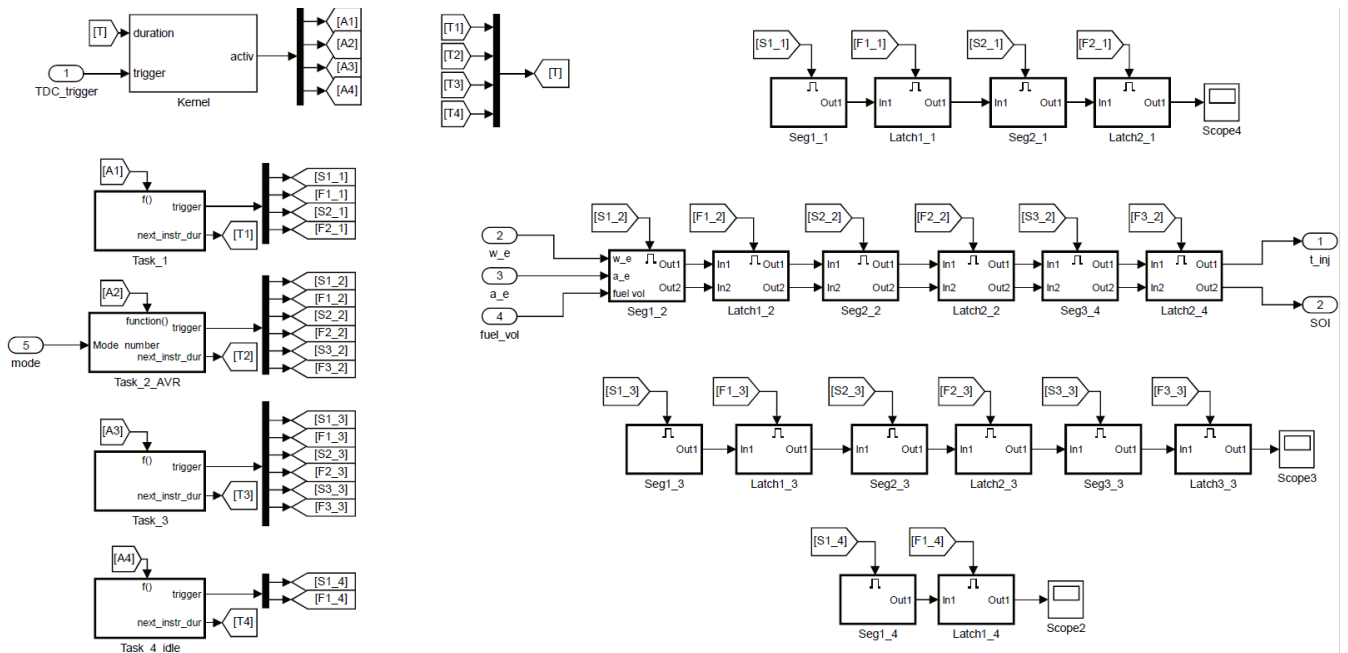 [T]
duration
activ
1
trigger
TDC_trigger
Kernel
[A1]
[A2]
[A3]
[A4]
[T1]
[T2]
[T3]
[T4]
[T]
[S1_1]
[F1_1]
[S2_1]
[F2_1]
Out1
In1
Out1
In1
Out1
In1
Out1
Seg1_1
Latch1_1
Seg2_1
Latch2_1
Scope4
[A1]
f()
trigger
next_instr_dur
[T1]
Task_1
[S1_1]
[F1_1]
[S2_1]
[F2_1]
[A2]
function()
trigger
5
mode
Mode number
next_instr_dur
[T2]
Task_2_AVR
[S1_2]
[F1_2]
[S2_2]
[F2_2]
[S3_2]
[F3_2]
[S1_2]
[F1_2]
[S2_2]
[F2_2]
[S3_2]
[F3_2]
2
w_e
3
a_e
4
fuel_vol
w_e
a_e
fuel vol
Out1
Out2
Seg1_2
In1
Out1
In2
Out2
Latch1_2
In1
Out1
In2
Out2
Seg2_2
In1
Out1
In2
Out2
Latch2_2
In1
Out1
In2
Out2
Seg3_4
In1
Out1
In2
Out2
Latch2_4
1
t_inj
2
SOI
[A3]
f()
trigger
next_instr_dur
[T3]
Task_3
[S1_3]
[F1_3]
[S2_3]
[F2_3]
[S3_3]
[F3_3]
[S1_3]
[F1_3]
[S2_3]
[F2_3]
[S3_3]
[F3_3]
Out1
In1
Out1
In1
Out1
In1
Out1
In1
Out1
In1
Out1
Seg1_3
Latch1_3
Seg2_3
Latch2_3
Seg3_3
Latch3_3
Scope3
[A4]
f()
trigger
next_instr_dur
[T4]
Task_4_idle
[S1_4]
[F1_4]
[S1_4]
[F1_4]
Out1
In1
Out1
Seg1_4
Latch1_4
Scope2